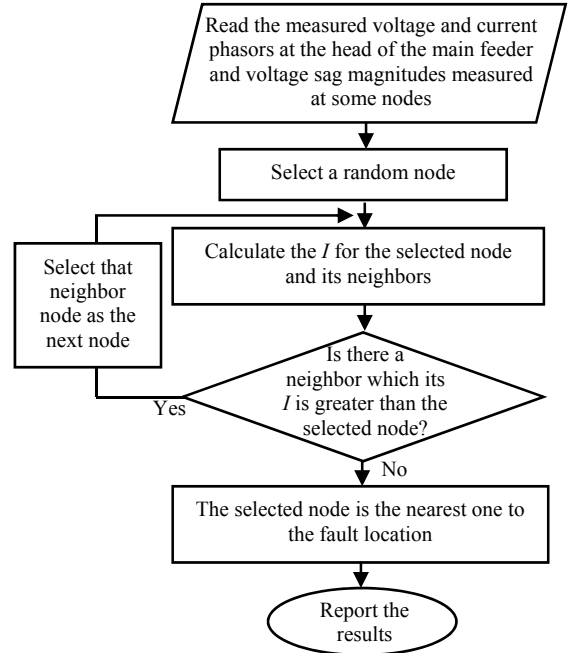 Read the measured voltage and current
phasors at the head of the main feeder
and voltage sag magnitudes measured
at some nodes
Select a random node
Calculate the I for the selected node
and its neighbors
Select that
neighbor
node as the
next node
Is there a
neighbor which its
I is greater than the
selected node?
Yes
No
The selected node is the nearest one to
the fault location
Report the
results